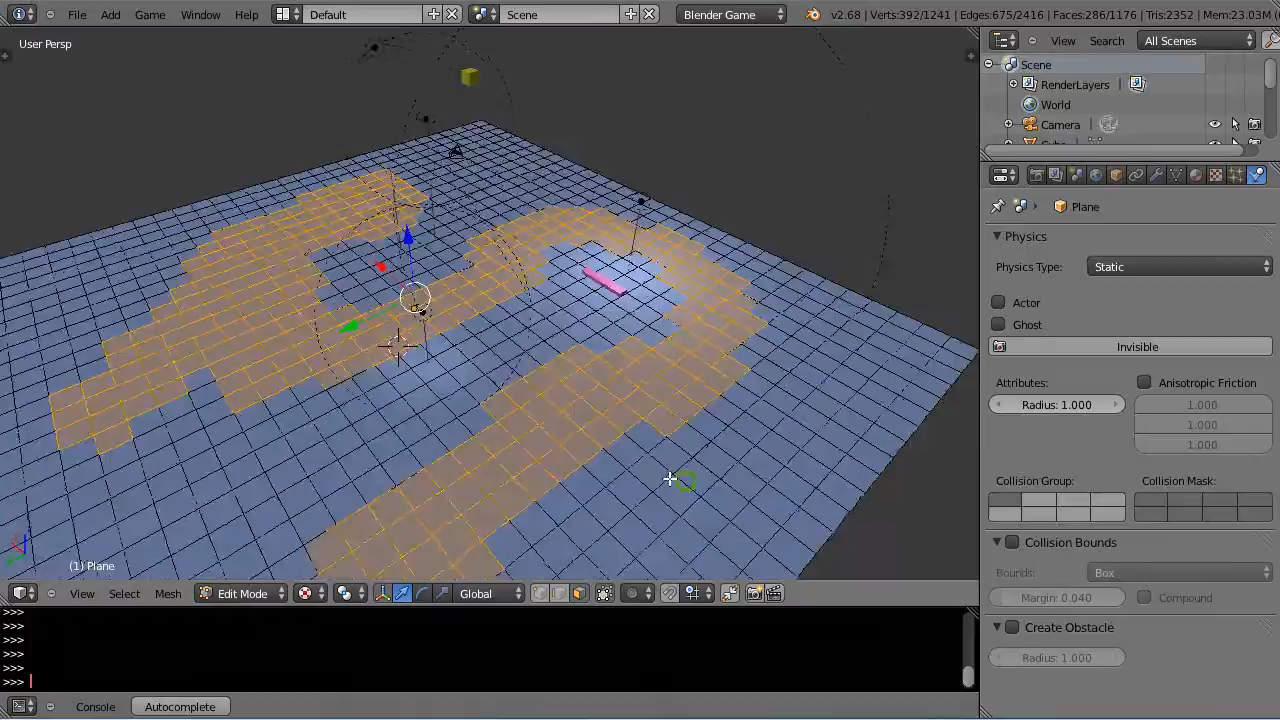 File Add Game Window Help Default Scene Blender Game v2.68 | Verts:392/1241 | Edges:675/2416 | Faces:286/1176 | Tris:2352 | Mem:23.03M
User Persp
View Search All Scenes
Scene
RenderLayers
World
Camera
Plane
Physics
Physics Type: Static
Actor
Ghost
Invisible
Attributes: Anisotropic Friction
Radius: 1.000 1.000
1.000
1.000
Collision Group: Collision Mask:
Collision Bounds
Bounds: Box
Margin: 0.040 Compound
Create Obstacle
Radius: 1.000
(1) Plane
View Select Mesh Edit Mode Global
>>>
>>>
>>>
>>>
>>>
>>>
Console Autocomplete